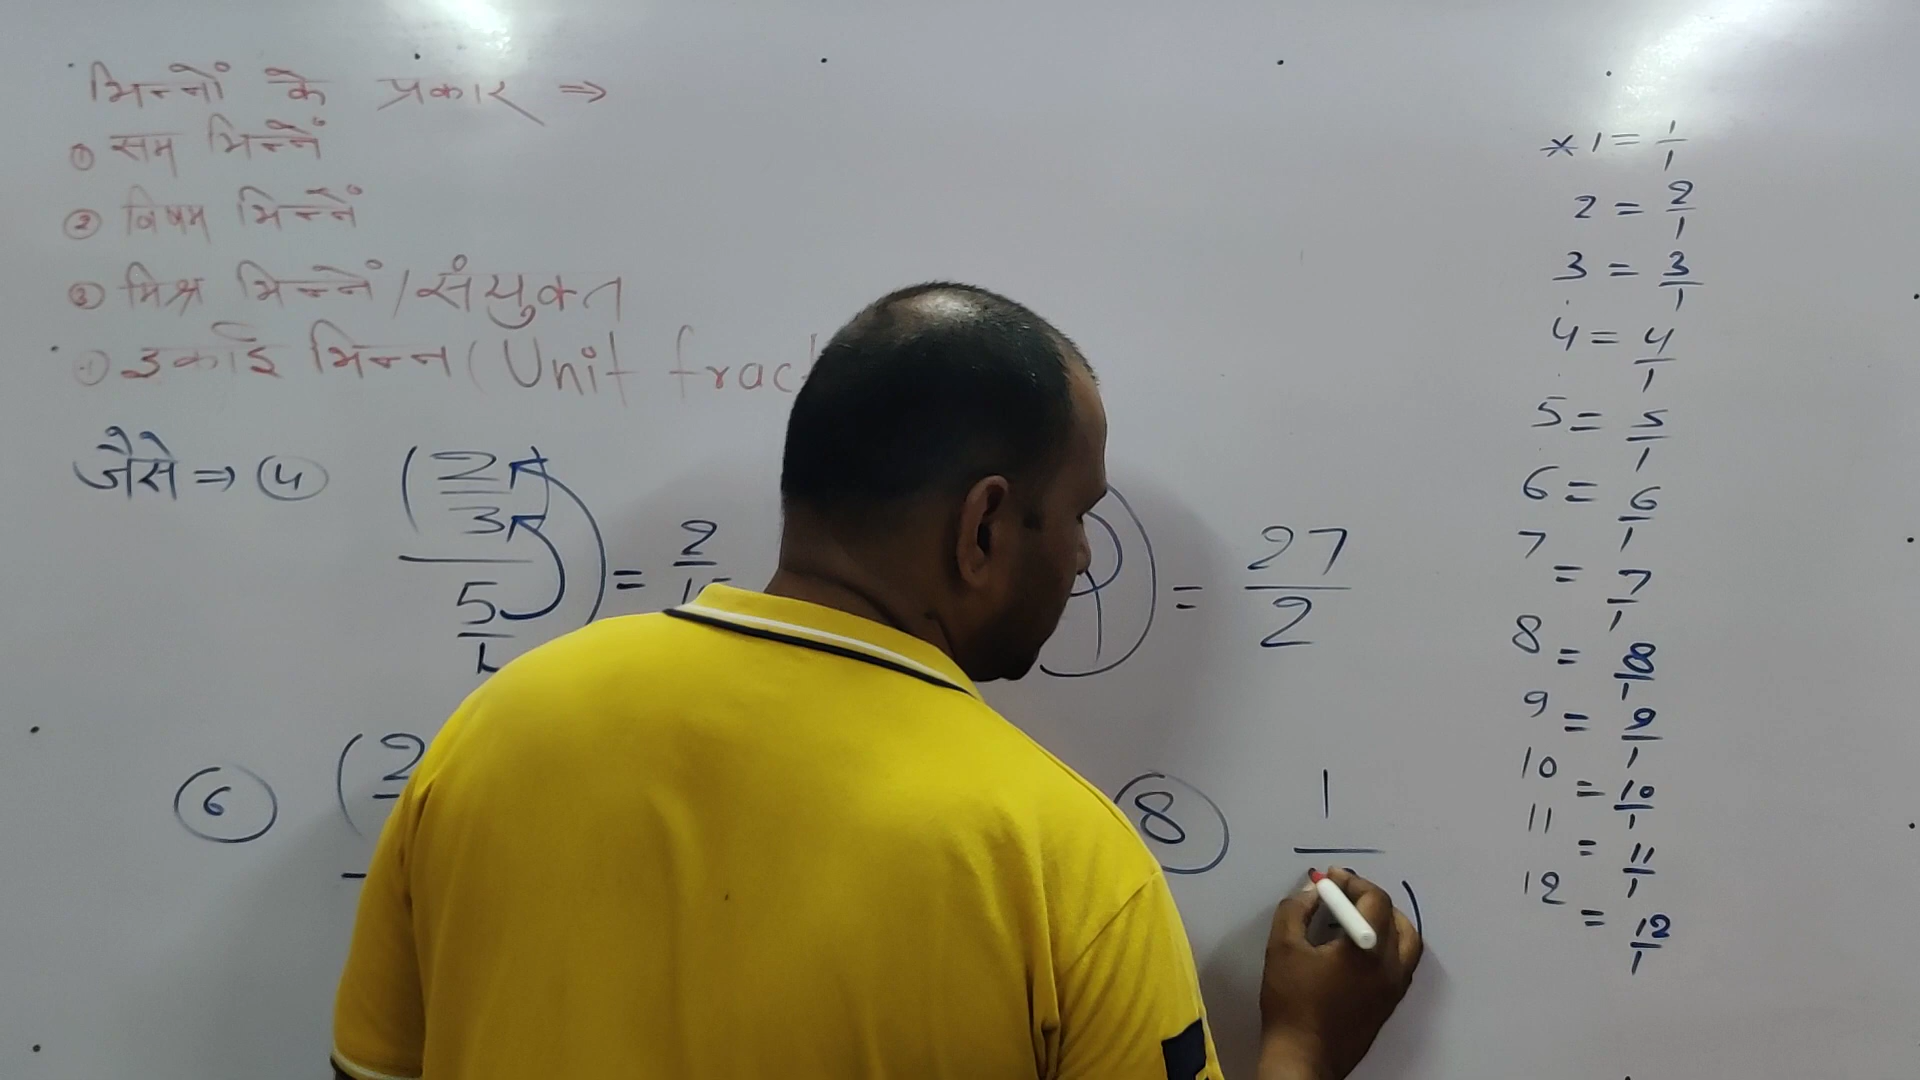 भिन्नों के प्रकार ⇒
① सम भिन्नें
② विषम भिन्नें
③ मिश्र भिन्नें / संयुक्त
④ इकाई भिन्न (Unit frac
जैसे ⇒ ④ (2/3) / (5/1) = 2
= 27/2
⑥ (2
⑧ 1
* 1 = 1/1
2 = 2/1
3 = 3/1
4 = 4/1
5 = 5/1
6 = 6/1
7 = 7/1
8 = 8/1
9 = 9/1
10 = 10/1
11 = 11/1
12 = 12/1